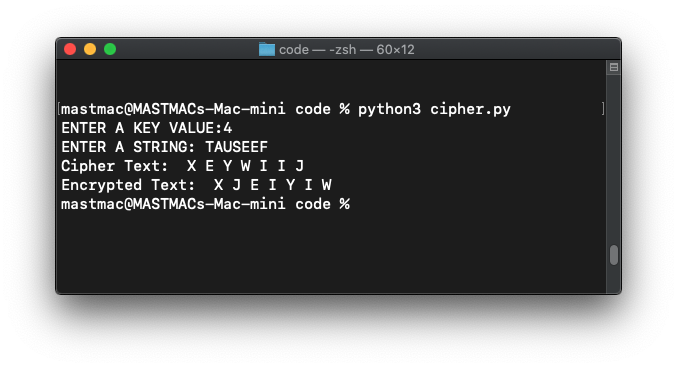 code — -zsh — 60×12
[mastmac@MASTMACs-Mac-mini code % python3 cipher.py ]
ENTER A KEY VALUE:4
ENTER A STRING: TAUSEEF
Cipher Text:  X E Y W I I J
Encrypted Text:  X J E I Y I W
mastmac@MASTMACs-Mac-mini code %